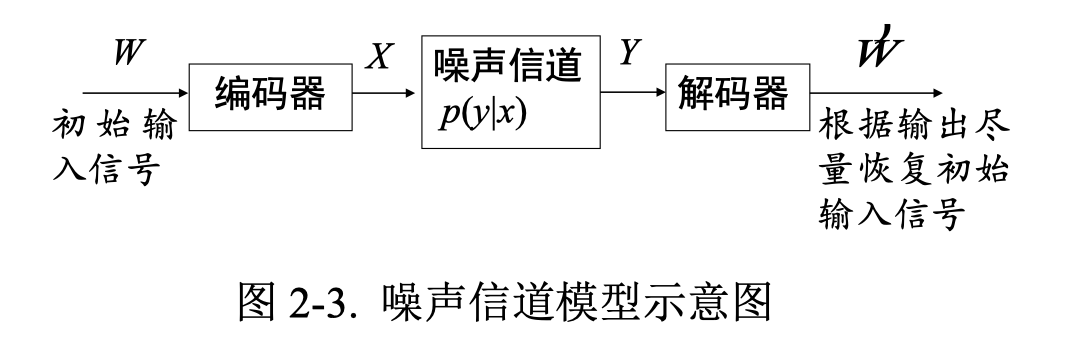 W
初始输
入信号
编码器
X
噪声信道
p(y|x)
Y
解码器
W'
根据输出尽
量恢复初始
输入信号
图 2-3. 噪声信道模型示意图